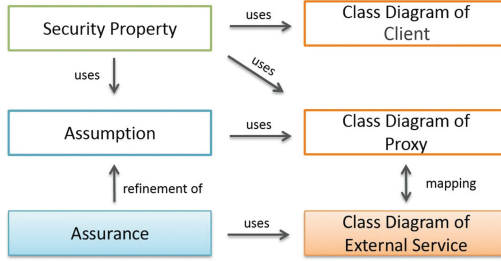 Security Property
uses
Class Diagram of
Client
uses
uses
Assumption
uses
Class Diagram of
Proxy
refinement of
mapping
Assurance
uses
Class Diagram of
External Service